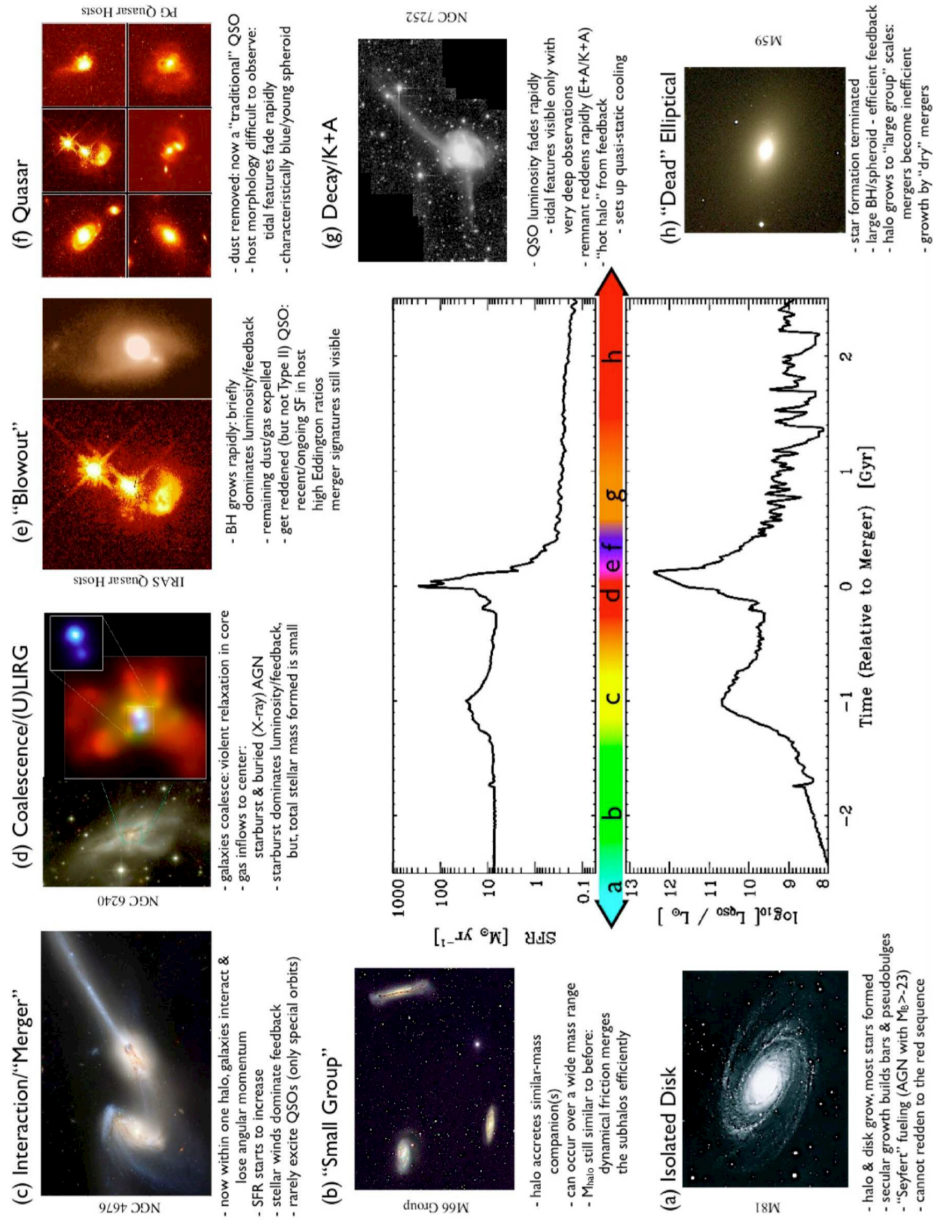 (c) Interaction/“Merger”
NGC 4676
- now within one halo, galaxies interact &
lose angular momentum
- SFR starts to increase
- stellar winds dominate feedback
- rarely excite QSOs (only special orbits)
(d) Coalescence/(U)LIRG
NGC 6240
- galaxies coalesce: violent relaxation in core
- gas inflows to center:
starburst & buried (X-ray) AGN
- starburst dominates luminosity/feedback,
but, total stellar mass formed is small
(e) “Blowout”
IRAS Quasar Hosts
- BH grows rapidly: briefly
dominates luminosity/feedback
- remaining dust/gas expelled
- get reddened (but not Type II) QSO:
recent/ongoing SF in host
high Eddington ratios
merger signatures still visible
(f) Quasar
PG Quasar Hosts
- dust removed: now a “traditional” QSO
- host morphology difficult to observe:
tidal features fade rapidly
- characteristically blue/young spheroid
(b) “Small Group”
M66 Group
- halo accretes similar-mass
companion(s)
- can occur over a wide mass range
- Mhalo still similar to before:
dynamical friction merges
the subhalos efficiently
(g) Decay/K+A
NGC 7252
- QSO luminosity fades rapidly
- tidal features visible only with
very deep observations
- remnant reddens rapidly (E+A/K+A)
- “hot halo” from feedback
- sets up quasi-static cooling
(a) Isolated Disk
M81
- halo & disk grow, most stars formed
- secular growth builds bars & pseudobulges
- “Seyfert” fueling (AGN with MB>-23)
- cannot redden to the red sequence
(h) “Dead” Elliptical
M59
- star formation terminated
- large BH/spheroid - efficient feedback
- halo grows to “large group” scales:
mergers become inefficient
- growth by “dry” mergers
1000
100
10
1
0.1
SFR [M⊙ yr⁻¹]
a b c d e f g h
13
12
11
10
9
8
log10[ LQSO / L⊙ ]
-2 -1 0 1 2
Time (Relative to Merger) [Gyr]